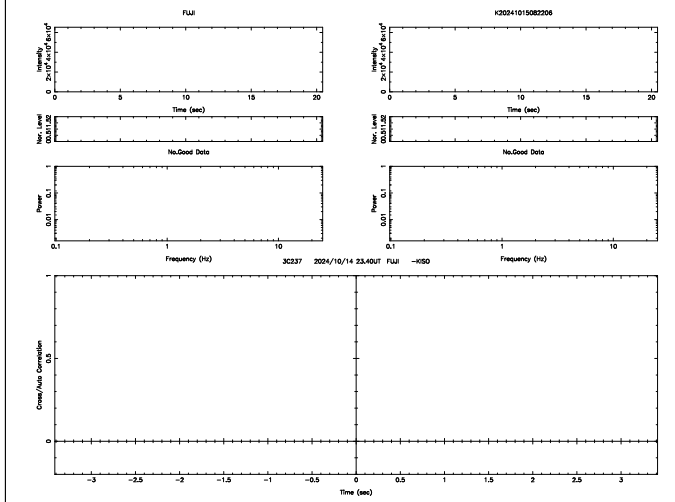 FUJI
K20241015082206
Intensity
2×10⁴ 4×10⁴ 6×10⁴
0
0 5 10 15 20
Time (sec)
Intensity
2×10⁴ 4×10⁴ 6×10⁴
0
0 5 10 15 20
Time (sec)
Nor. Level
00.511.52
Nor. Level
00.511.52
No.Good Data
No.Good Data
Power
1
0.1
0.01
0.1 1 10
Frequency (Hz)
Power
1
0.1
0.01
0.1 1 10
Frequency (Hz)
3C237 2024/10/14 23.40UT FUJI -KISO
Cross/Auto Correlation
1
0.5
0
-3 -2.5 -2 -1.5 -1 -0.5 0 0.5 1 1.5 2 2.5 3
Time (sec)